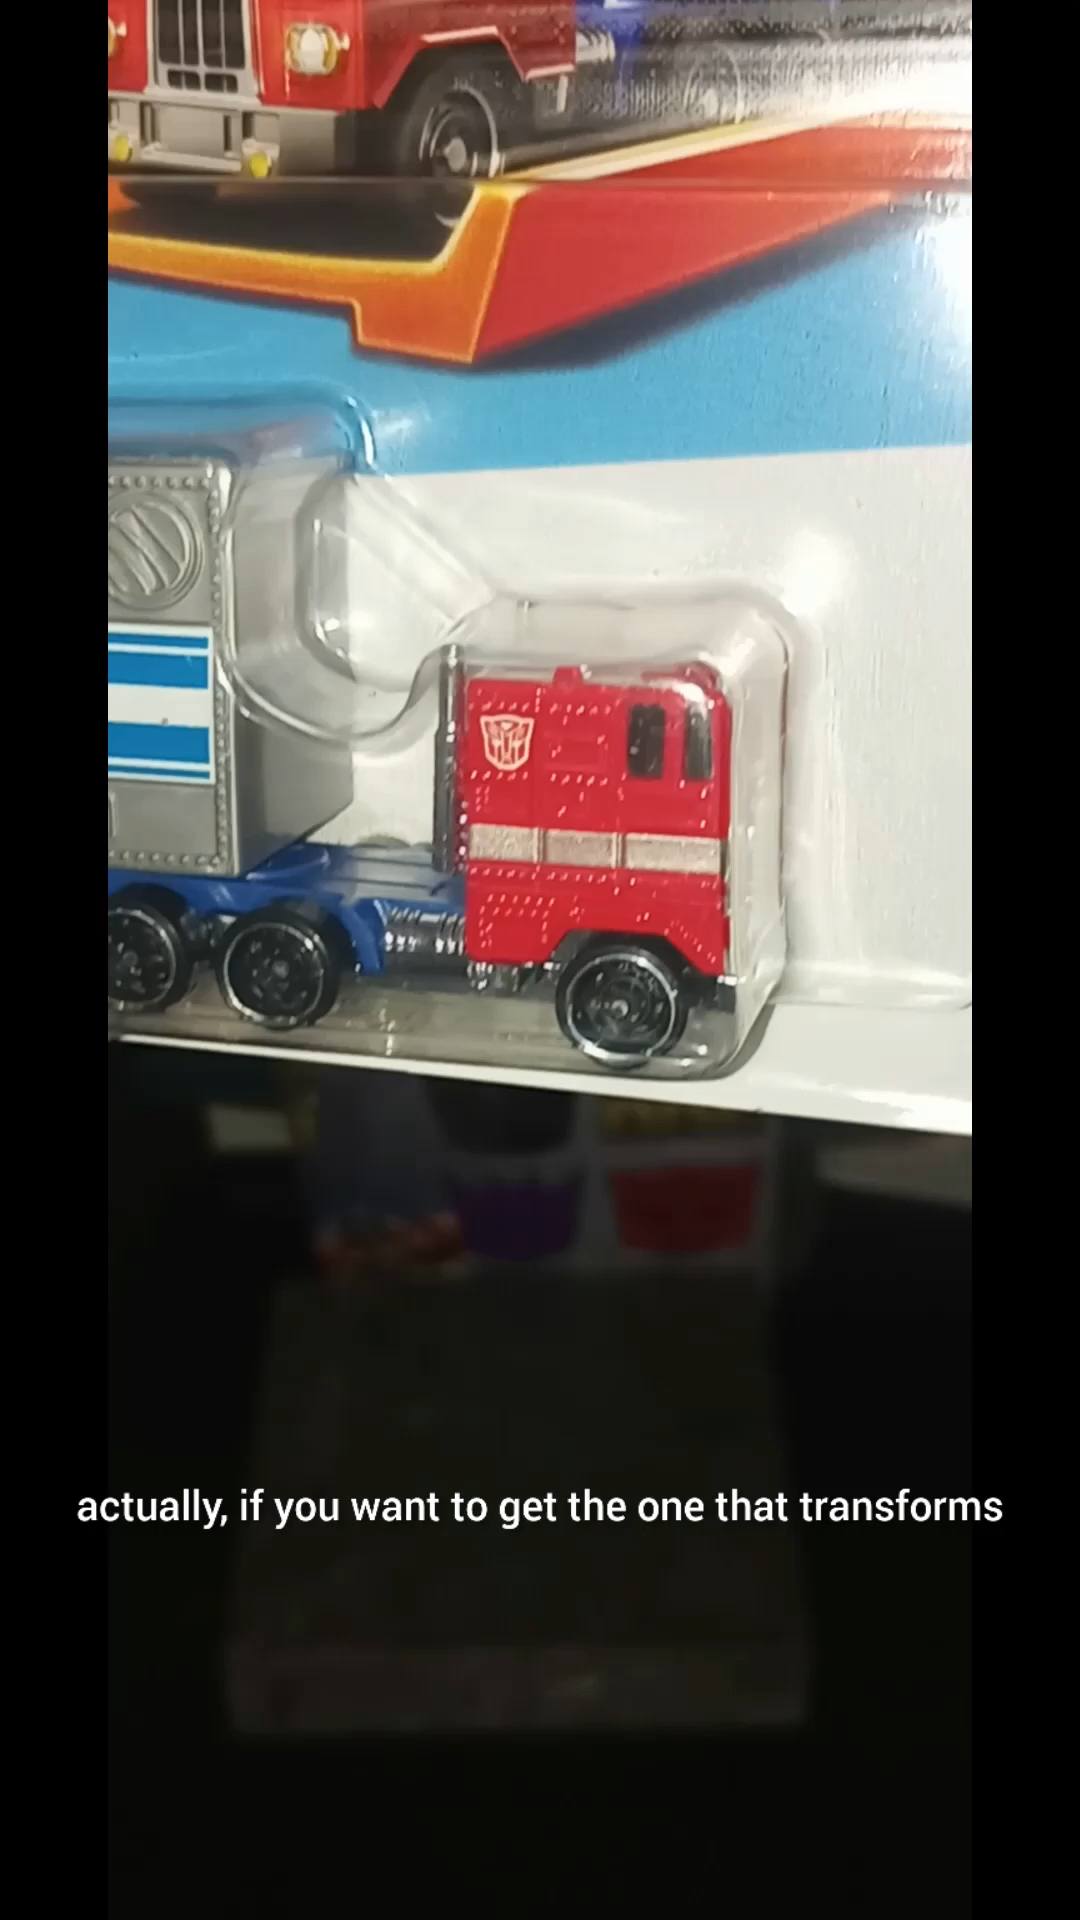 actually, if you want to get the one that transforms